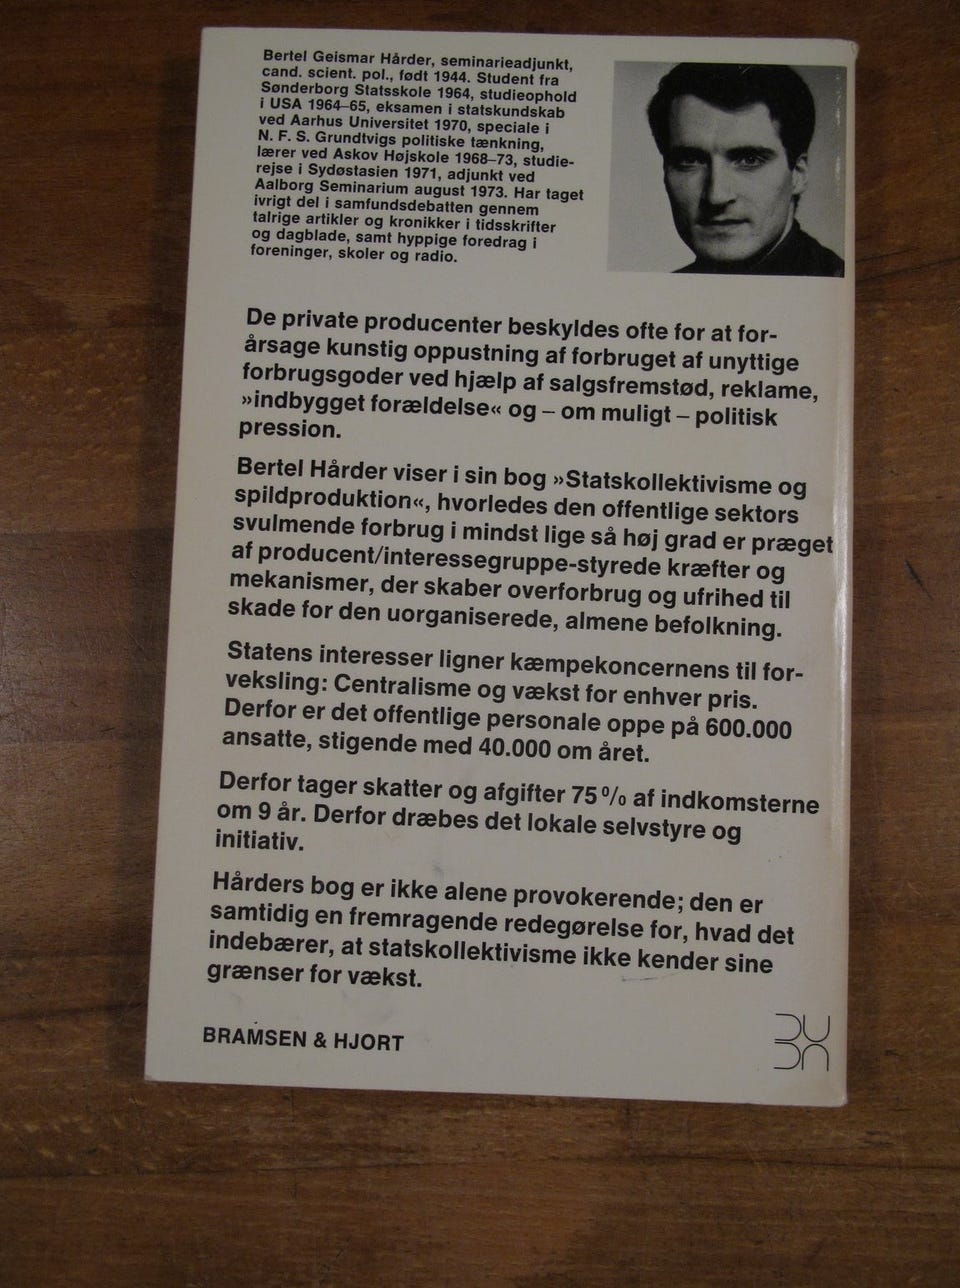 Bertel Geismar Hårder, seminarieadjunkt,
cand. scient. pol., født 1944. Student fra
Sønderborg Statsskole 1964, studieophold
i USA 1964–65, eksamen i statskundskab
ved Aarhus Universitet 1970, speciale i
N. F. S. Grundtvigs politiske tænkning,
lærer ved Askov Højskole 1968–73, studie-
rejse i Sydøstasien 1971, adjunkt ved
Aalborg Seminarium august 1973. Har taget
ivrigt del i samfundsdebatten gennem
talrige artikler og kronikker i tidsskrifter
og dagblade, samt hyppige foredrag i
foreninger, skoler og radio.
De private producenter beskyldes ofte for at for-
årsage kunstig oppustning af forbruget af unyttige
forbrugsgoder ved hjælp af salgsfremstød, reklame,
»indbygget forældelse« og – om muligt – politisk
pression.
Bertel Hårder viser i sin bog »Statskollektivisme og
spildproduktion«, hvorledes den offentlige sektors
svulmende forbrug i mindst lige så høj grad er præget
af producent/interessegruppe-styrede kræfter og
mekanismer, der skaber overforbrug og ufrihed til
skade for den uorganiserede, almene befolkning.
Statens interesser ligner kæmpekoncernens til for-
veksling: Centralisme og vækst for enhver pris.
Derfor er det offentlige personale oppe på 600.000
ansatte, stigende med 40.000 om året.
Derfor tager skatter og afgifter 75 % af indkomsterne
om 9 år. Derfor dræbes det lokale selvstyre og
initiativ.
Hårders bog er ikke alene provokerende; den er
samtidig en fremragende redegørelse for, hvad det
indebærer, at statskollektivisme ikke kender sine
grænser for vækst.
BRAMSEN & HJORT